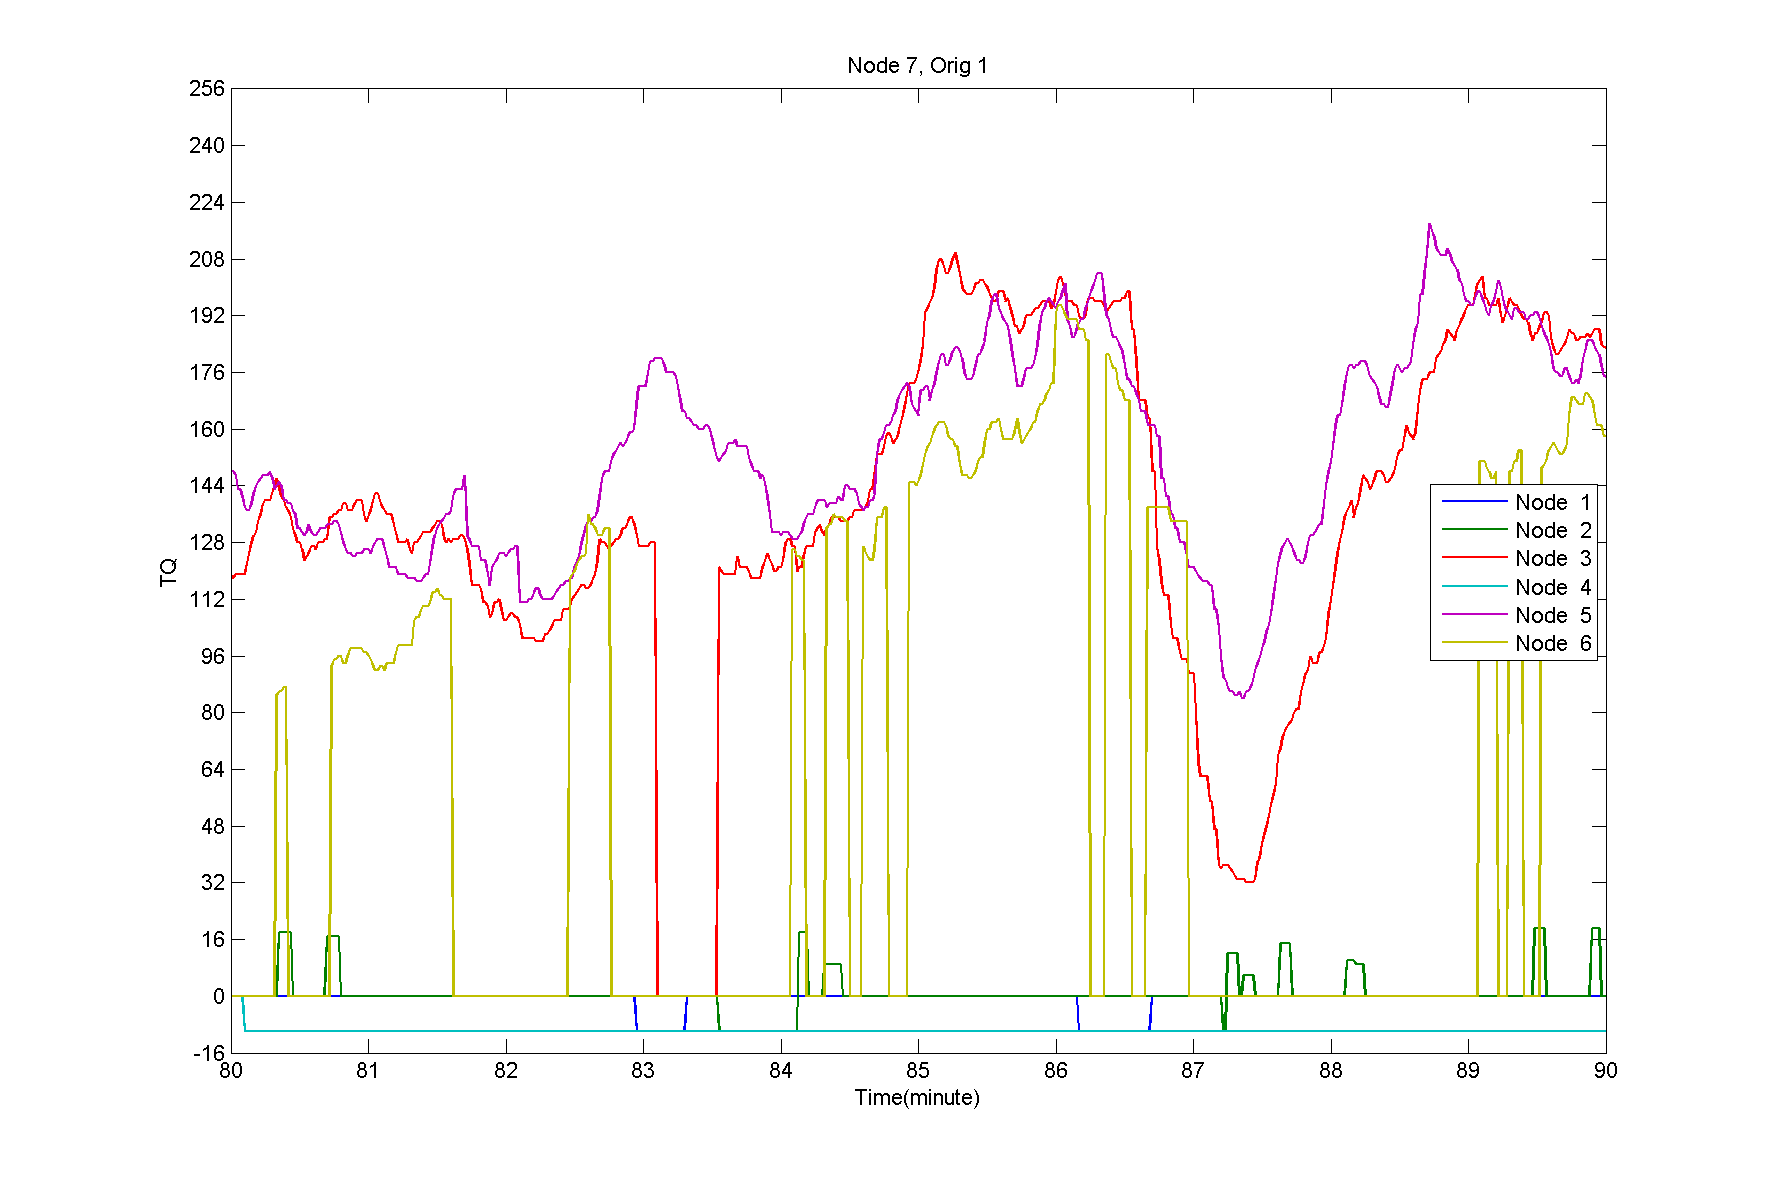 Node 7, Orig 1
256
240
224
208
192
176
160
144
128
112
96
80
64
48
32
16
0
-16
TQ
Node 1
Node 2
Node 3
Node 4
Node 5
Node 6
80 81 82 83 84 85 86 87 88 89 90
Time(minute)